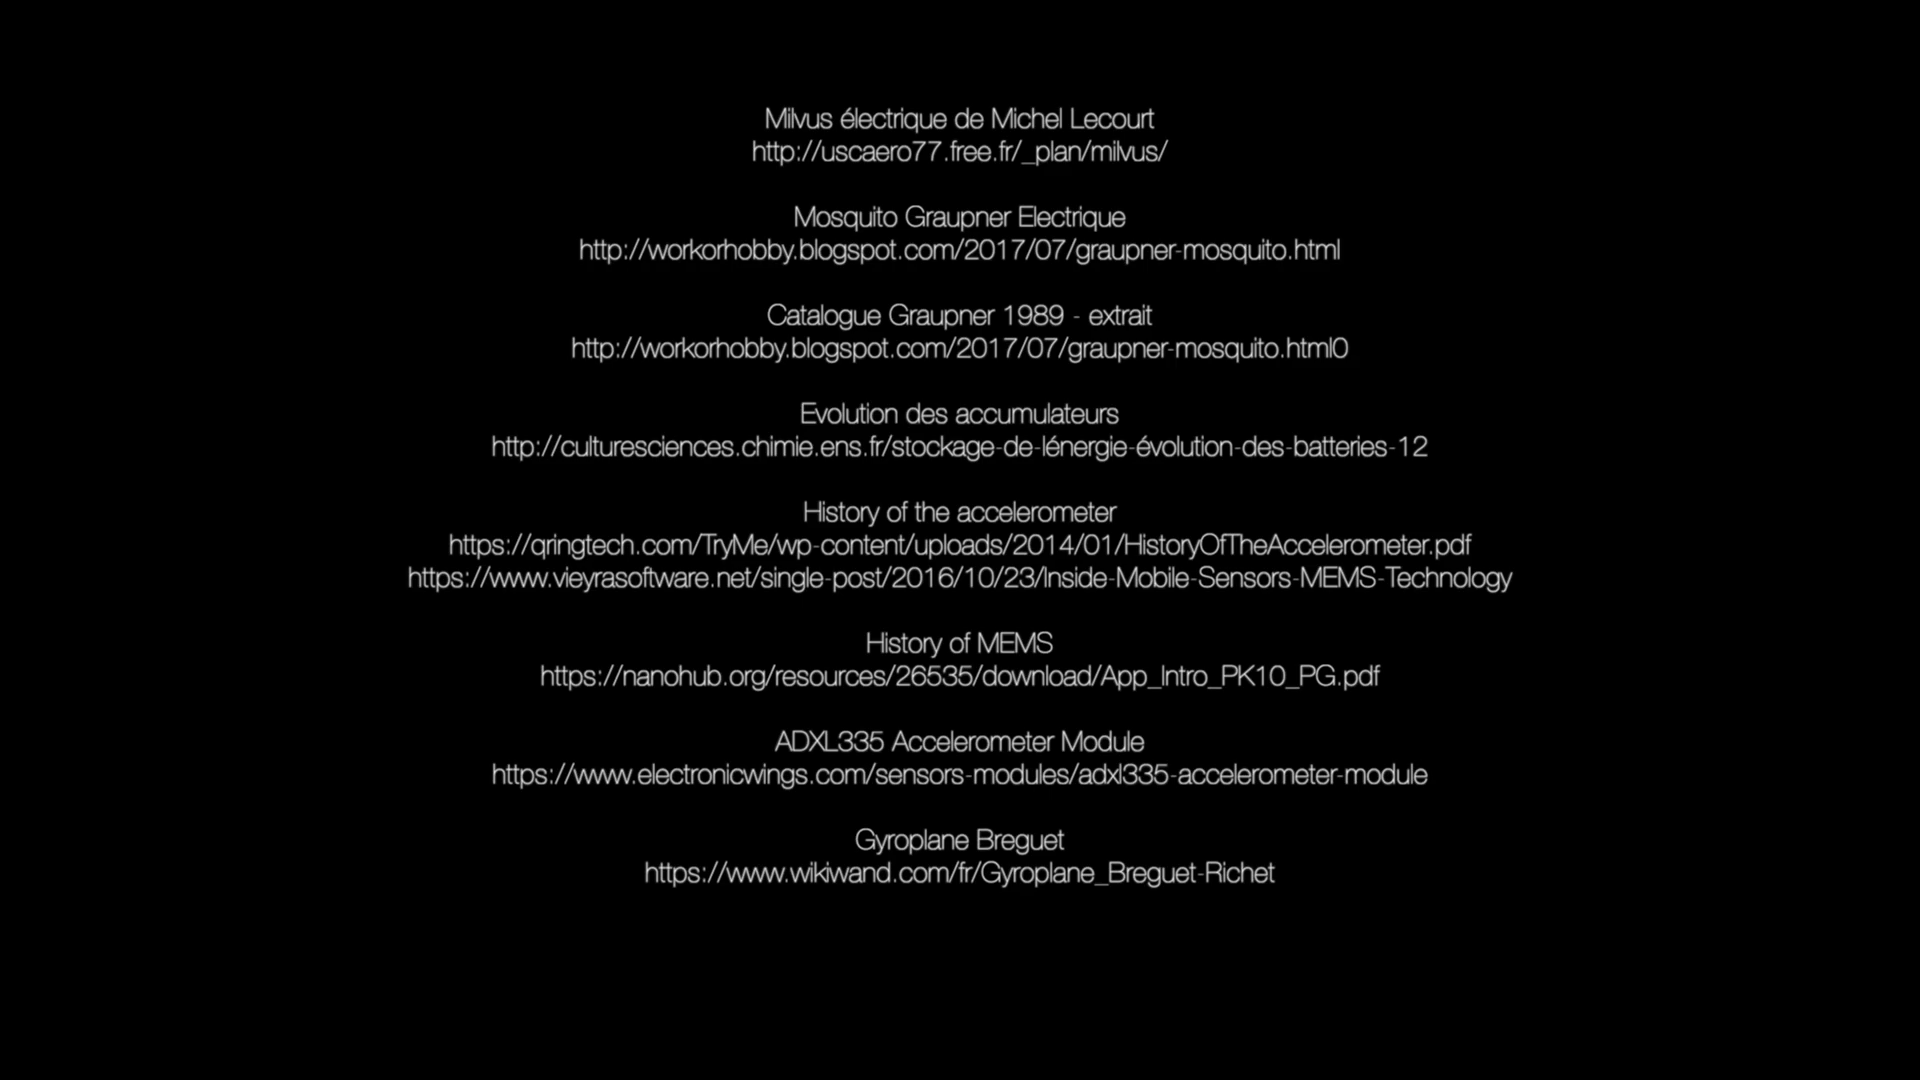 Milvus électrique de Michel Lecourt
http://uscaero77.free.fr/_plan/milvus/
Mosquito Graupner Electrique
http://workorhobby.blogspot.com/2017/07/graupner-mosquito.html
Catalogue Graupner 1989 - extrait
http://workorhobby.blogspot.com/2017/07/graupner-mosquito.html0
Evolution des accumulateurs
http://culturesciences.chimie.ens.fr/stockage-de-lénergie-évolution-des-batteries-12
History of the accelerometer
https://qringtech.com/TryMe/wp-content/uploads/2014/01/HistoryOfTheAccelerometer.pdf
https://www.vieyrasoftware.net/single-post/2016/10/23/Inside-Mobile-Sensors-MEMS-Technology
History of MEMS
https://nanohub.org/resources/26535/download/App_Intro_PK10_PG.pdf
ADXL335 Accelerometer Module
https://www.electronicwings.com/sensors-modules/adxl335-accelerometer-module
Gyroplane Breguet
https://www.wikiwand.com/fr/Gyroplane_Breguet-Richet